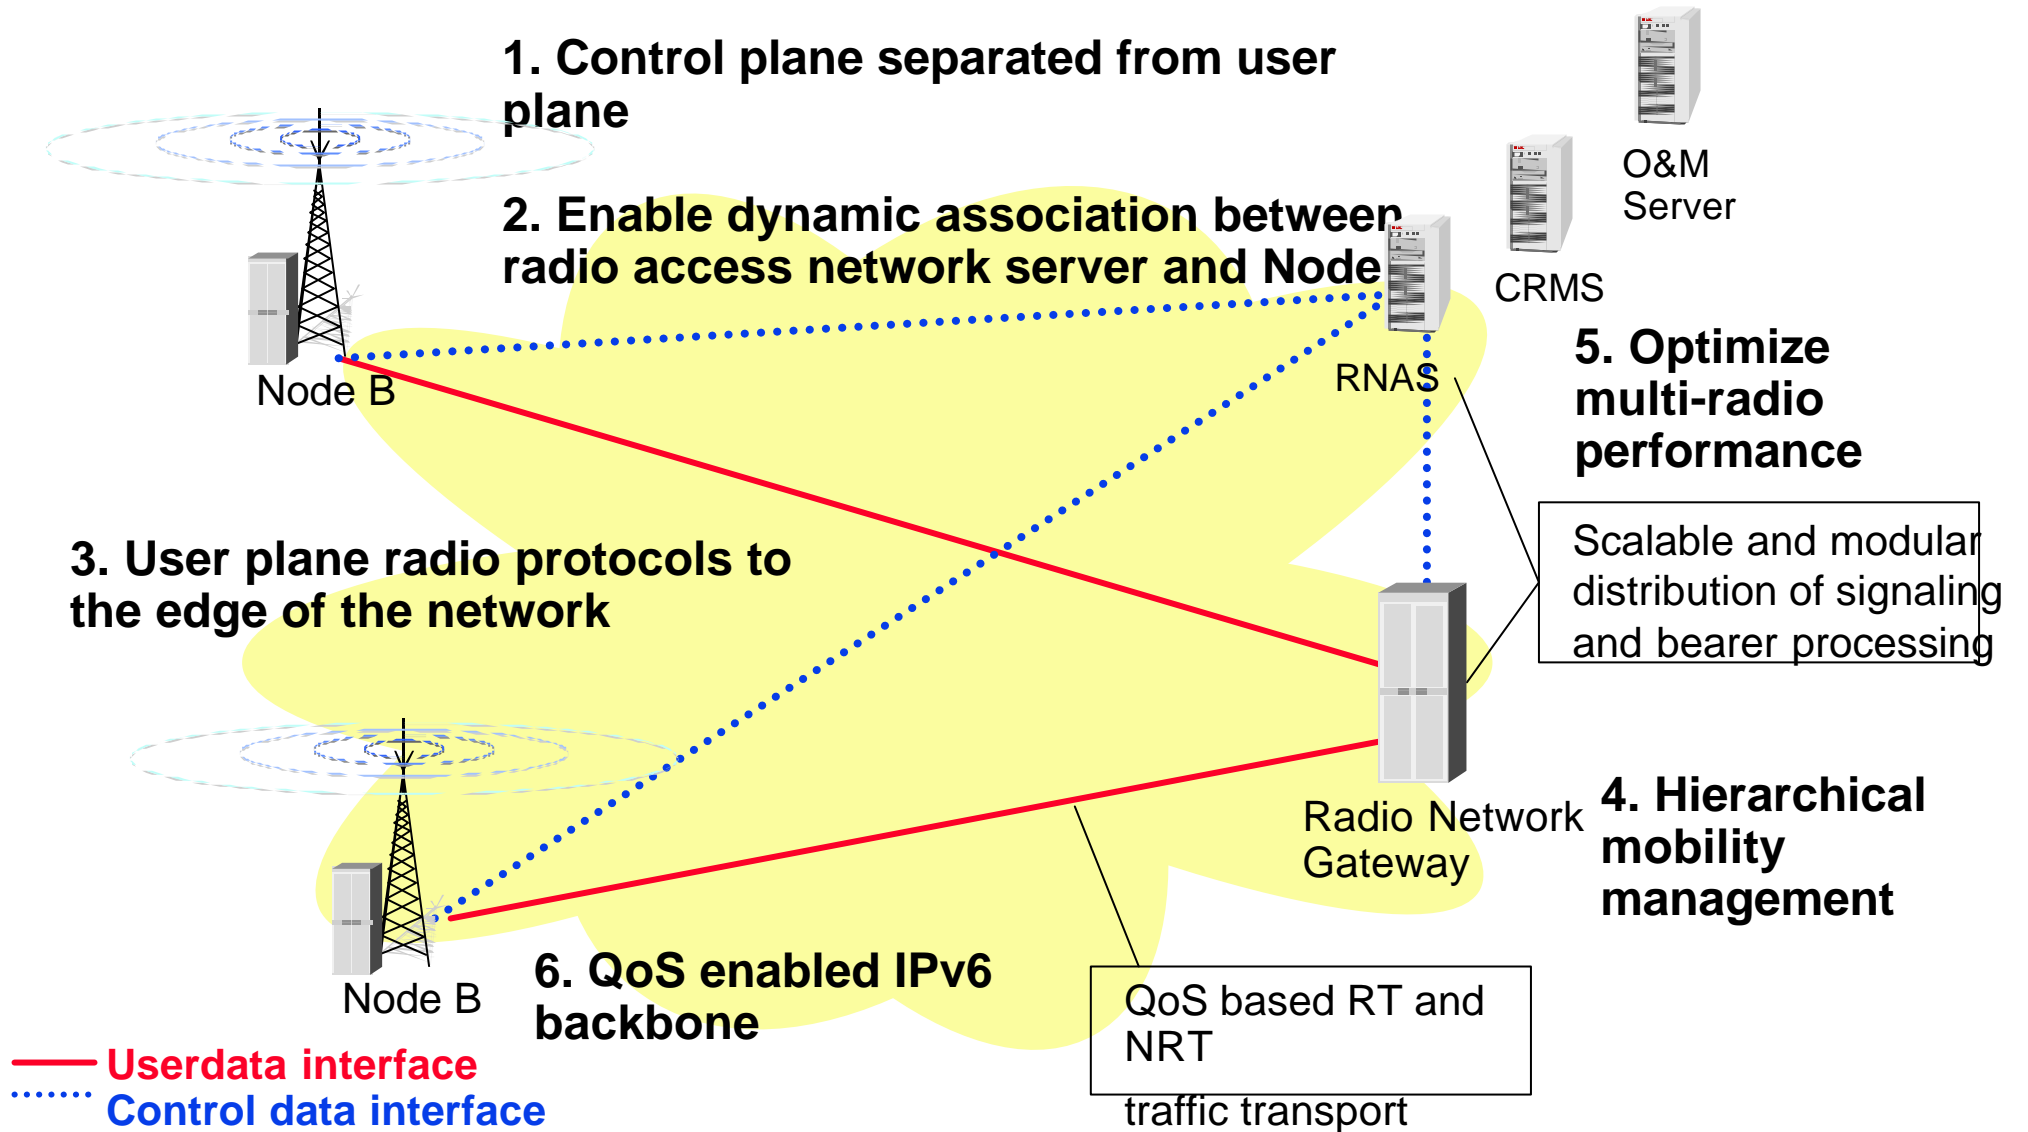 1. Control plane separated from user
plane
O&M
Server
2. Enable dynamic association between
radio access network server and Node
CRMS
5. Optimize
multi-radio
performance
RNAS
Node B
Scalable and modular
distribution of signaling
and bearer processing
3. User plane radio protocols to
the edge of the network
4. Hierarchical
mobility
management
Radio Network
Gateway
6. QoS enabled IPv6
backbone
Node B
QoS based RT and
NRT
traffic transport
Userdata interface
Control data interface